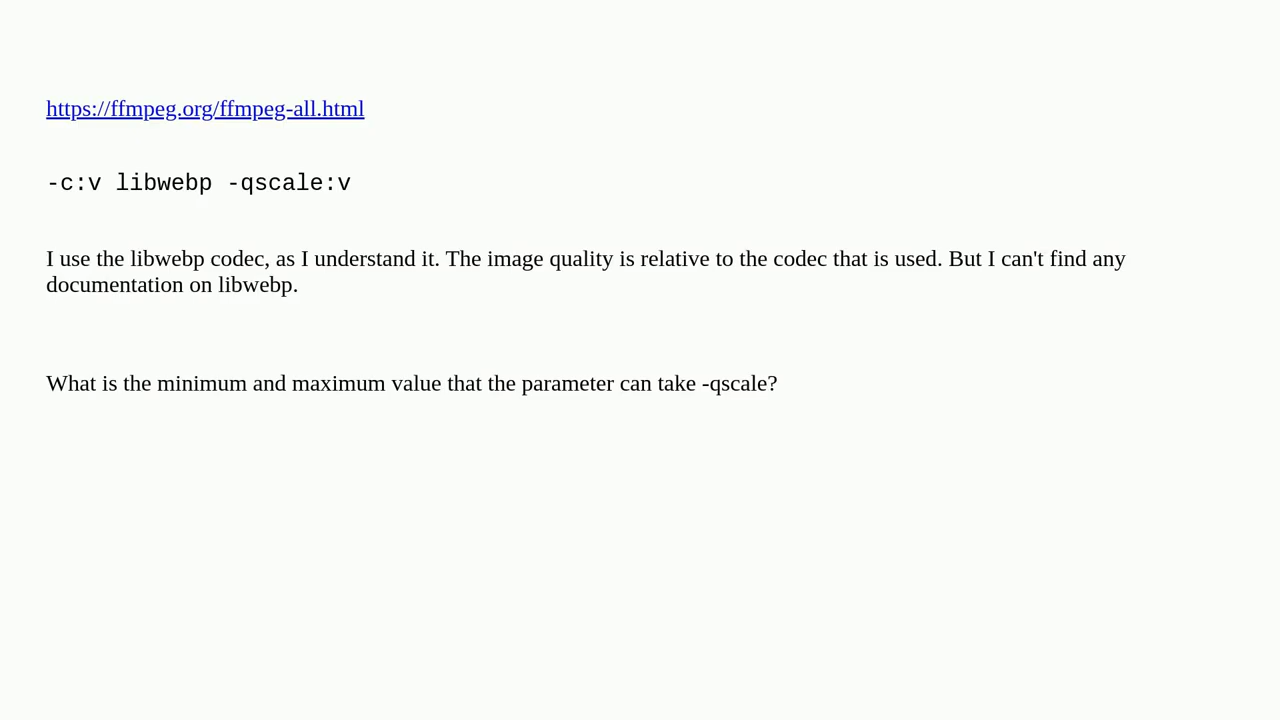 https://ffmpeg.org/ffmpeg-all.html
-c:v libwebp -qscale:v
I use the libwebp codec, as I understand it. The image quality is relative to the codec that is used. But I can't find any
documentation on libwebp.
What is the minimum and maximum value that the parameter can take -qscale?